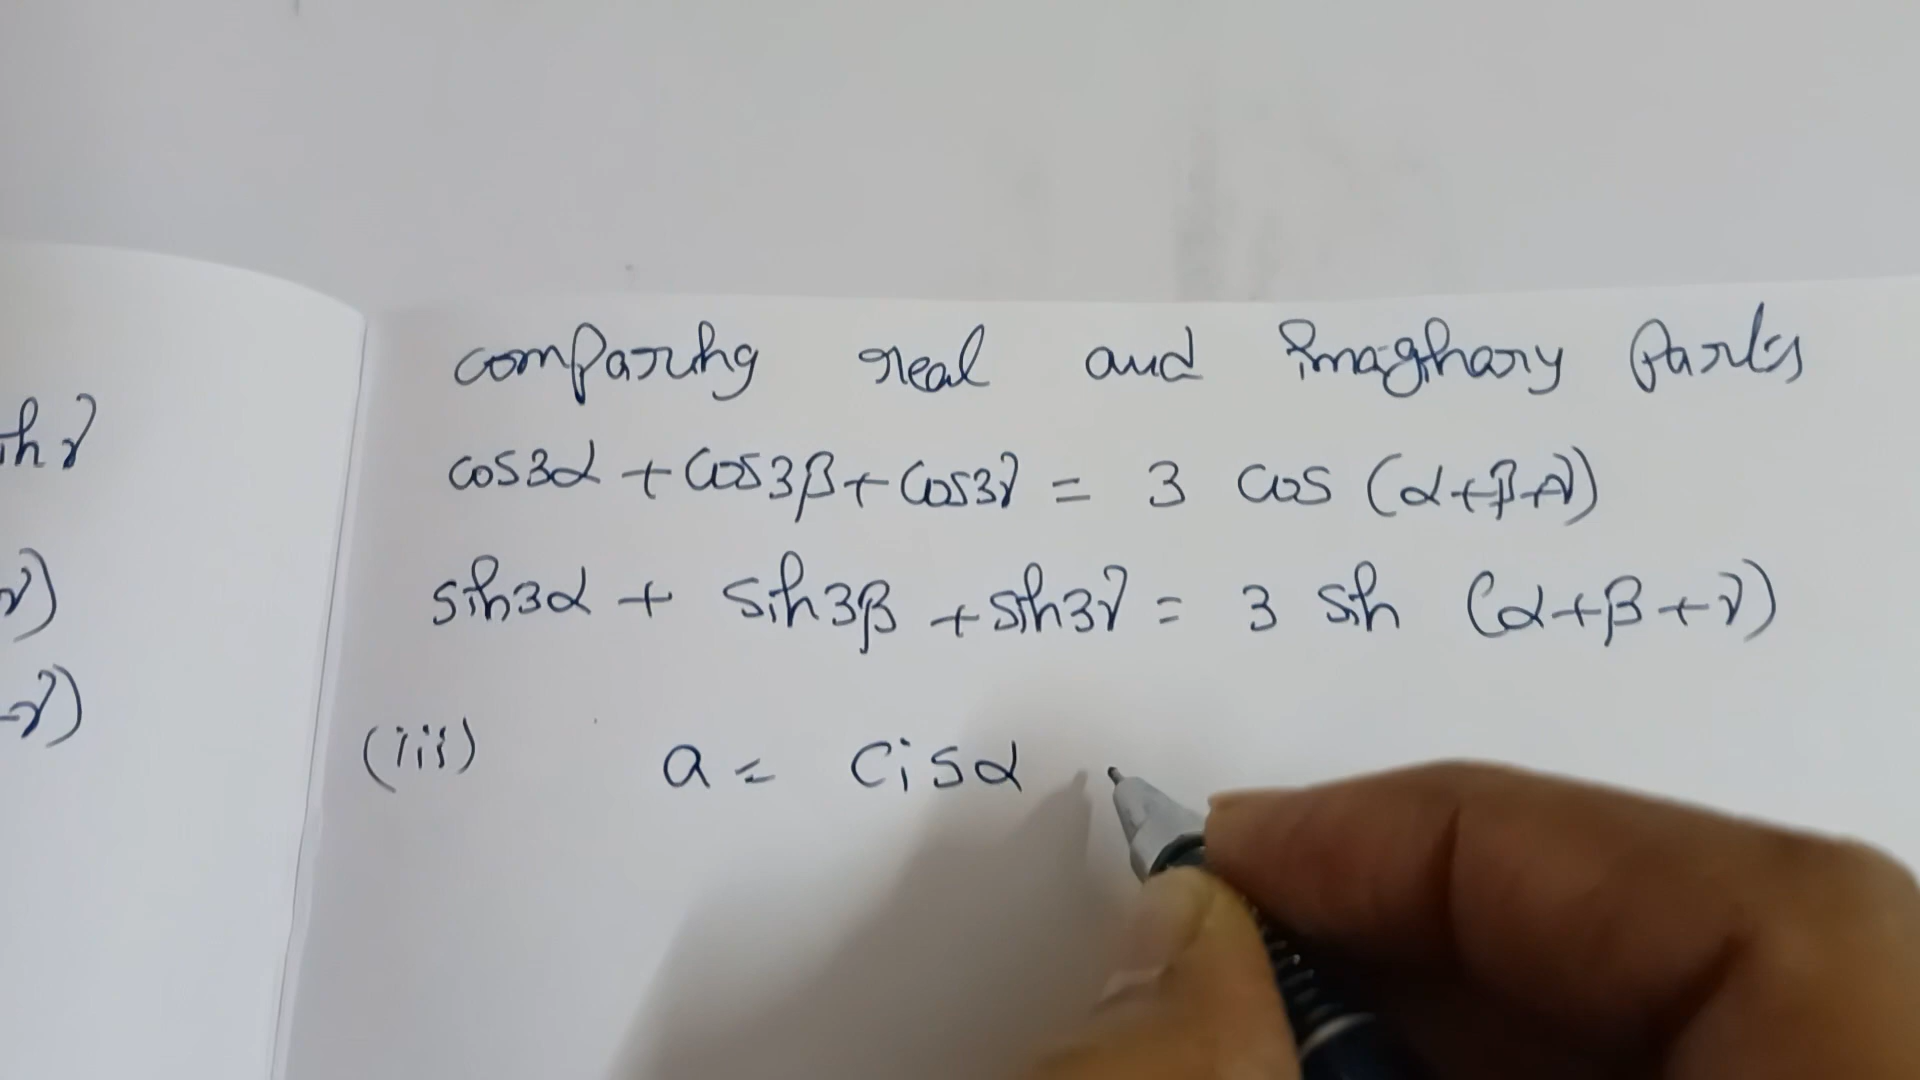 comparing real and imaginary parts
cos3α + cos3β + cos3γ = 3 cos (α+β+γ)
sin3α + sin3β + sin3γ = 3 sin (α+β+γ)
(iii) a = cisα